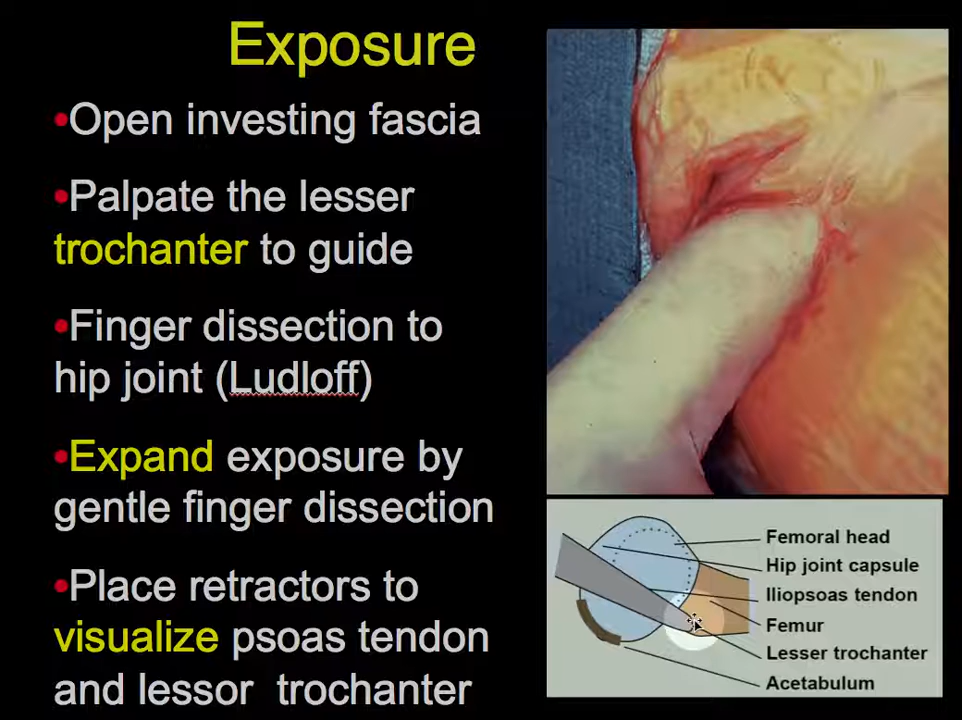 Exposure
•Open investing fascia
•Palpate the lesser
trochanter to guide
•Finger dissection to
hip joint (Ludloff)
•Expand exposure by
gentle finger dissection
•Place retractors to
visualize psoas tendon
and lessor trochanter
Femoral head
Hip joint capsule
Iliopsoas tendon
Femur
Lesser trochanter
Acetabulum